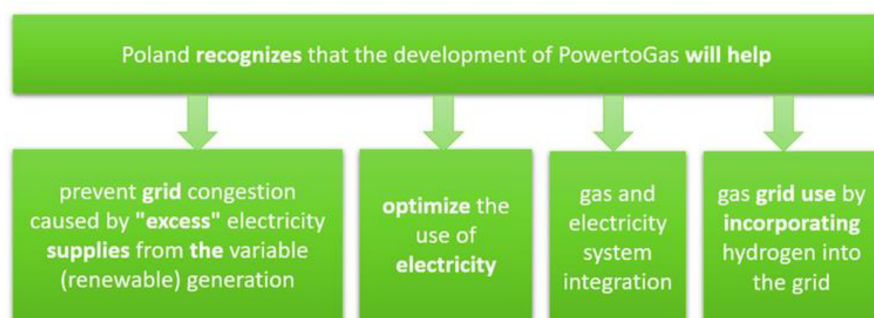 Poland recognizes that the development of PowertoGas will help
prevent grid congestion
caused by "excess" electricity
supplies from the variable
(renewable) generation
optimize the
use of
electricity
gas and
electricity
system
integration
gas grid use by
incorporating
hydrogen into
the grid